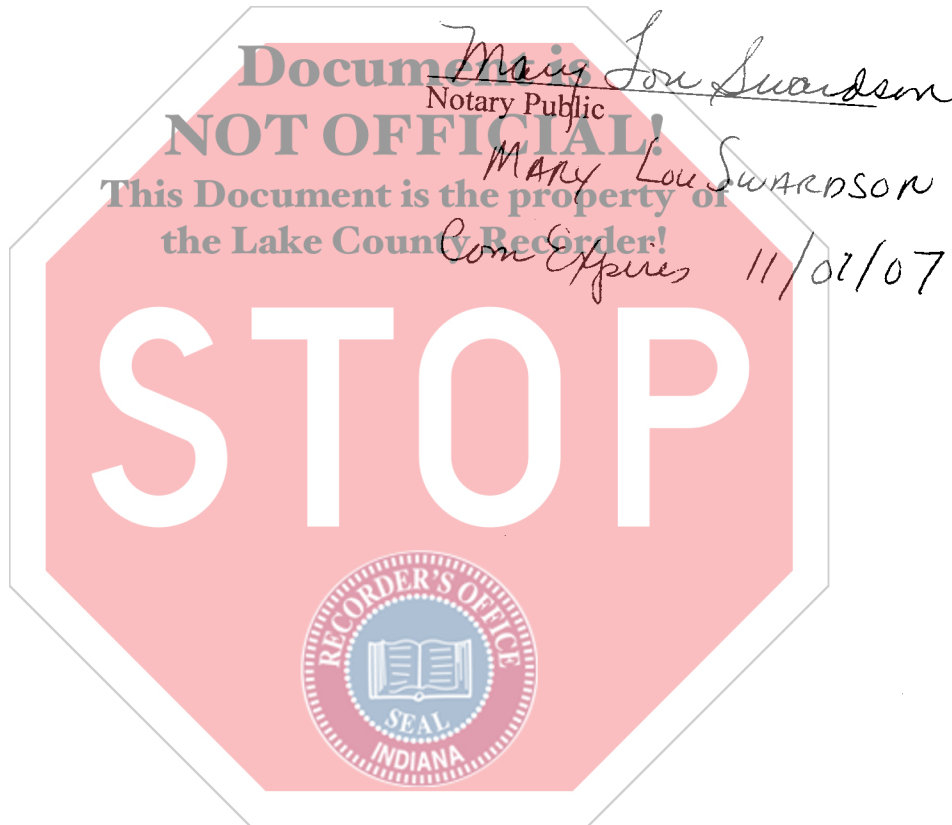 Document is
Mary Lou Swardson
Notary Public
NOT OFFICIAL!
MARY LOU SWARDSON
This Document is the property of
the Lake County Recorder!
Com Expires 11/01/07
STOP
RECORDER'S OFFICE
SEAL
INDIANA